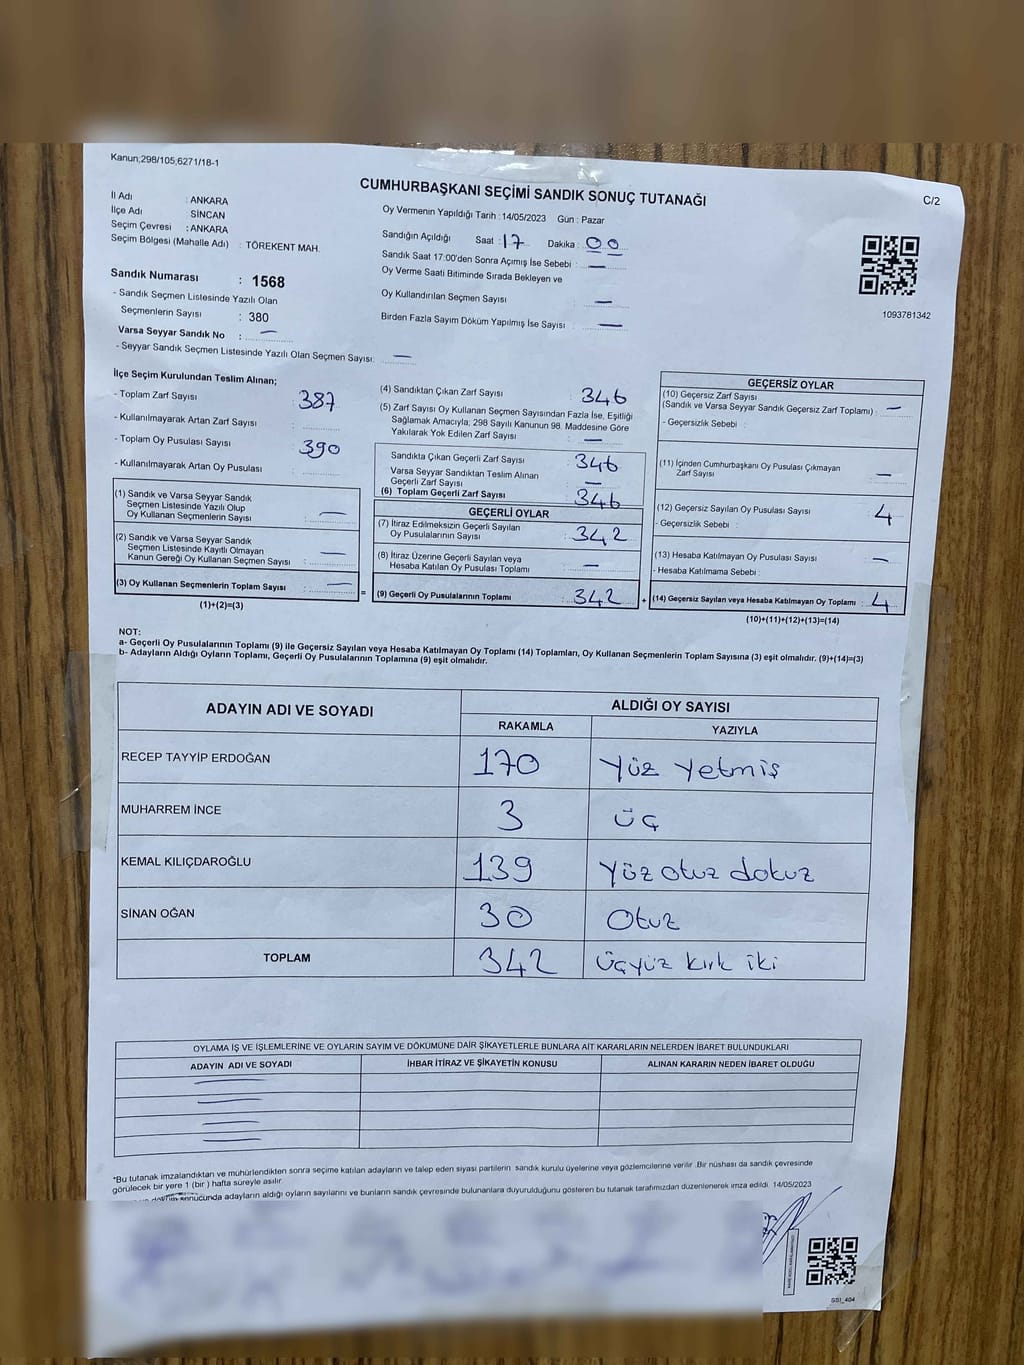 Kanun;298/105;6271/18-1
CUMHURBAŞKANI SEÇİMİ SANDIK SONUÇ TUTANAĞI
C/2
İl Adı : ANKARA
İlçe Adı SİNCAN
Seçim Çevresi : ANKARA
Seçim Bölgesi (Mahalle Adı) : TÖREKENT MAH.
Sandık Numarası : 1568
- Sandık Seçmen Listesinde Yazılı Olan
Seçmenlerin Sayısı : 380
Varsa Seyyar Sandık No : —
- Seyyar Sandık Seçmen Listesinde Yazılı Olan Seçmen Sayısı: —
Oy Vermenin Yapıldığı Tarih : 14/05/2023 Gün : Pazar
Sandığın Açıldığı Saat : 17 Dakika : 00
Sandık Saat 17:00'den Sonra Açımış İse Sebebi : —
Oy Verme Saati Bitiminde Sırada Bekleyen ve
Oy Kullandırılan Seçmen Sayısı : —
Birden Fazla Sayım Döküm Yapılmış İse Sayısı : —
1093781342
İlçe Seçim Kurulundan Teslim Alınan;
- Toplam Zarf Sayısı : 387
- Kullanılmayarak Artan Zarf Sayısı :
- Toplam Oy Pusulası Sayısı : 390
- Kullanılmayarak Artan Oy Pusulası :
(1) Sandık ve Varsa Seyyar Sandık
Seçmen Listesinde Yazılı Olup
Oy Kullanan Seçmenlerin Sayısı : —
(2) Sandık ve Varsa Seyyar Sandık
Seçmen Listesinde Kayıtlı Olmayan
Kanun Gereği Oy Kullanan Seçmen Sayısı : —
(3) Oy Kullanan Seçmenlerin Toplam Sayısı : —
(1)+(2)=(3)
=
(4) Sandıktan Çıkan Zarf Sayısı : 346
(5) Zarf Sayısı Oy Kullanan Seçmen Sayısından Fazla İse, Eşitliği
Sağlamak Amacıyla; 298 Sayılı Kanunun 98. Maddesine Göre
Yakılarak Yok Edilen Zarf Sayısı : —
Sandıkta Çıkan Geçerli Zarf Sayısı : 346
Varsa Seyyar Sandıktan Teslim Alınan
Geçerli Zarf Sayısı : —
(6) Toplam Geçerli Zarf Sayısı : 346
GEÇERLİ OYLAR
(7) İtiraz Edilmeksizin Geçerli Sayılan
Oy Pusulalarının Sayısı : 342
(8) İtiraz Üzerine Geçerli Sayılan veya
Hesaba Katılan Oy Pusulası Toplamı : —
(9) Geçerli Oy Pusulalarının Toplamı : 342
+
GEÇERSİZ OYLAR
(10) Geçersiz Zarf Sayısı
(Sandık ve Varsa Seyyar Sandık Geçersiz Zarf Toplamı) : —
- Geçersizlik Sebebi :
(11) İçinden Cumhurbaşkanı Oy Pusulası Çıkmayan
Zarf Sayısı : —
(12) Geçersiz Sayılan Oy Pusulası Sayısı : 4
- Geçersizlik Sebebi :
(13) Hesaba Katılmayan Oy Pusulası Sayısı : —
- Hesaba Katılmama Sebebi :
(14) Geçersiz Sayılan veya Hesaba Katılmayan Oy Toplamı : 4
(10)+(11)+(12)+(13)=(14)
NOT:
a- Geçerli Oy Pusulalarının Toplamı (9) ile Geçersiz Sayılan veya Hesaba Katılmayan Oy Toplamı (14) Toplamları, Oy Kullanan Seçmenlerin Toplam Sayısına (3) eşit olmalıdır. (9)+(14)=(3)
b- Adayların Aldığı Oyların Toplamı, Geçerli Oy Pusulalarının Toplamına (9) eşit olmalıdır.
ADAYIN ADI VE SOYADI ALDIĞI OY SAYISI
RAKAMLA YAZIYLA
RECEP TAYYİP ERDOĞAN 170 yüz yetmiş
MUHARREM İNCE 3 üç
KEMAL KILIÇDAROĞLU 139 yüz otuz dokuz
SİNAN OĞAN 30 Otuz
TOPLAM 342 üçyüz kırk iki
OYLAMA İŞ VE İŞLEMLERİNE VE OYLARIN SAYIM VE DÖKÜMÜNE DAİR ŞİKAYETLERLE BUNLARA AİT KARARLARIN NELERDEN İBARET BULUNDUKLARI
ADAYIN ADI VE SOYADI İHBAR İTİRAZ VE ŞİKAYETİN KONUSU ALINAN KARARIN NEDEN İBARET OLDUĞU
*Bu tutanak imzalandıktan ve mühürlendikten sonra seçime katılan adayların ve talep eden siyasi partilerin sandık kurulu üyelerine veya gözlemcilerine verilir. Bir nüshası da sandık çevresinde
görülecek bir yere 1 (bir) hafta süreyle asılır.
sonucunda adayların aldığı oyların sayılarını ve bunların sandık çevresinde bulunanlara duyurulduğunu gösteren bu tutanak tarafımızdan düzenlenerek imza edildi. 14/05/2023